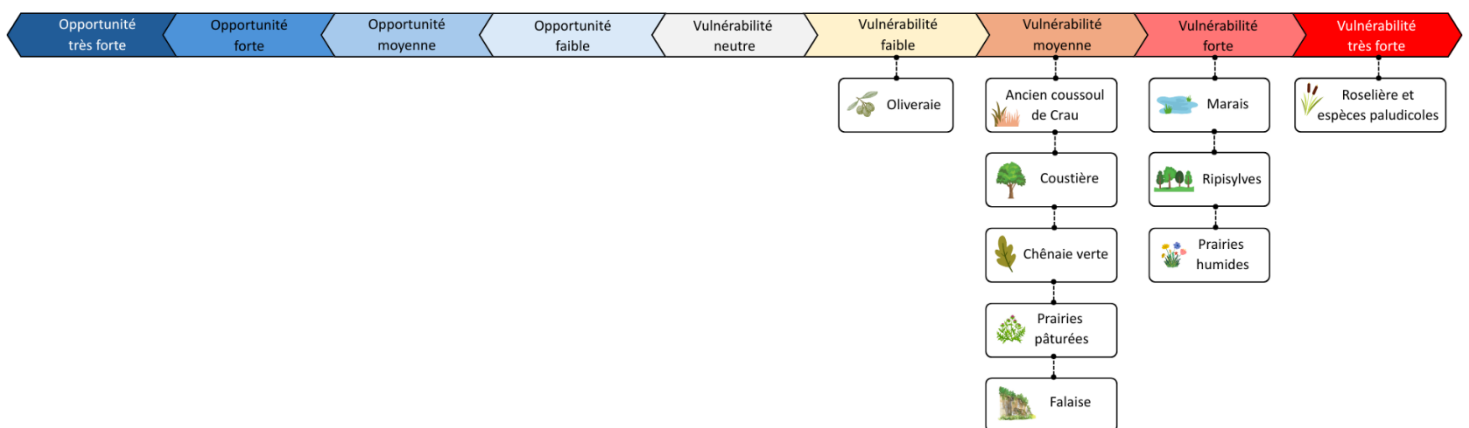 Opportunité
très forte
Opportunité
forte
Opportunité
moyenne
Opportunité
faible
Vulnérabilité
neutre
Vulnérabilité
faible
Vulnérabilité
moyenne
Vulnérabilité
forte
Vulnérabilité
très forte
Oliveraie
Ancien coussoul
de Crau
Coustière
Chênaie verte
Prairies
pâturées
Falaise
Marais
Ripisylves
Prairies
humides
Roselière et
espèces paludicoles